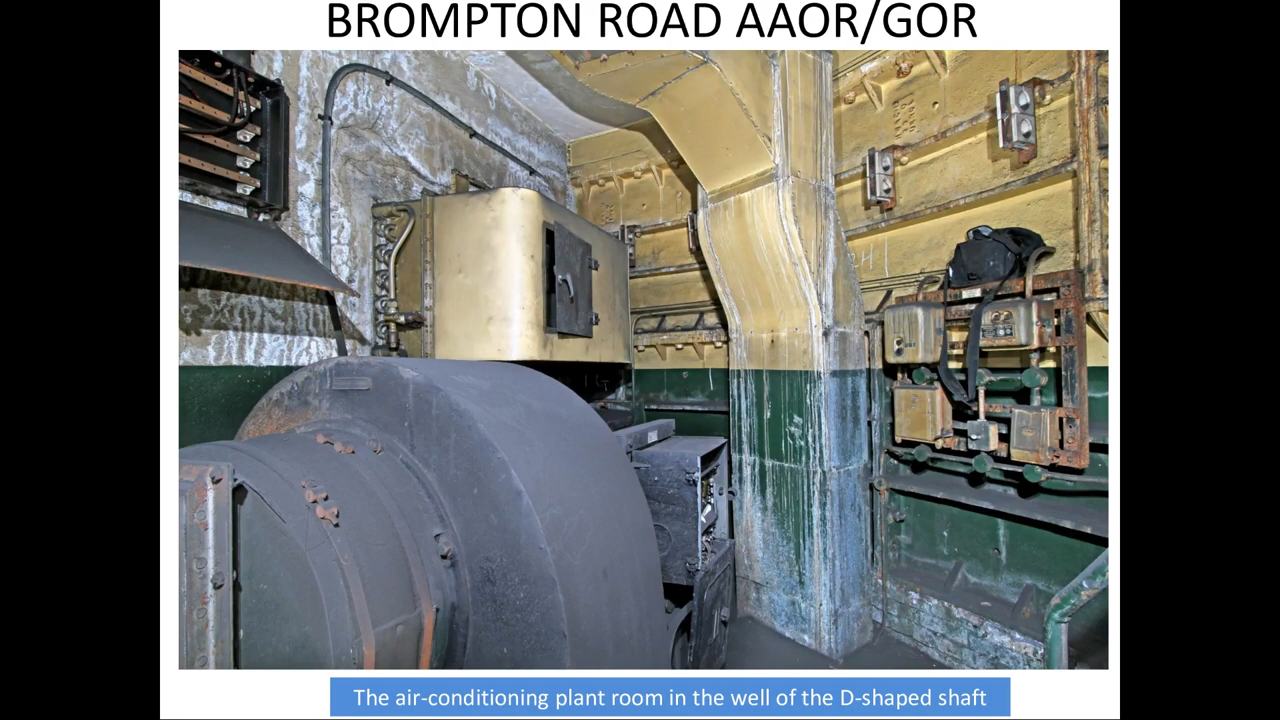 BROMPTON ROAD AAOR/GOR
The air-conditioning plant room in the well of the D-shaped shaft